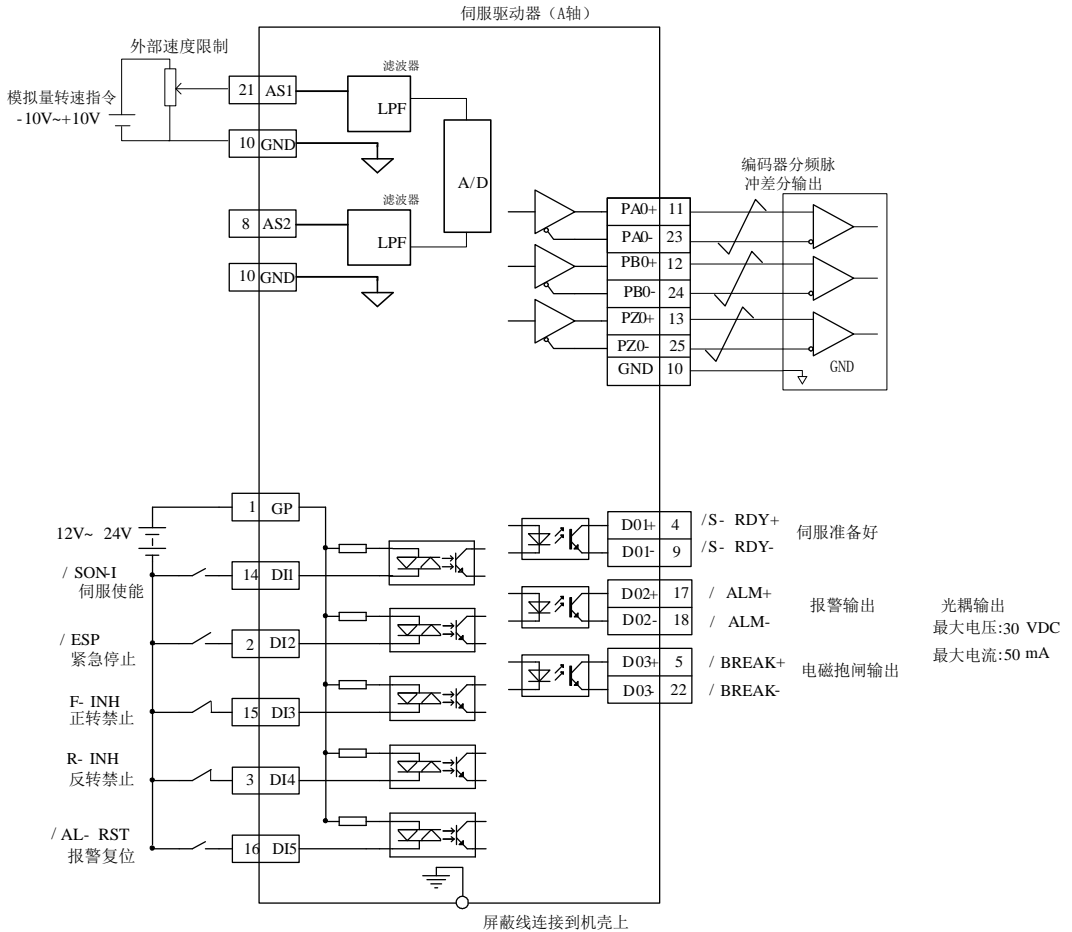 伺服驱动器（A轴）
外部速度限制
模拟量转速指令
-10V~+10V
21 AS1
10 GND
滤波器
LPF
A/D
8 AS2
10 GND
滤波器
LPF
编码器分频脉
冲差分输出
PA0+ 11
PA0- 23
PB0+ 12
PB0- 24
PZ0+ 13
PZ0- 25
GND 10
GND
1 GP
12V~ 24V
/ SON-I
伺服使能
14 DI1
/ ESP
紧急停止
2 DI2
F- INH
正转禁止
15 DI3
R- INH
反转禁止
3 DI4
/ AL- RST
报警复位
16 DI5
D01+ 4 /S- RDY+
D01- 9 /S- RDY-
伺服准备好
D02+ 17 / ALM+
D02- 18 / ALM-
报警输出
D03+ 5 / BREAK+
D03- 22 / BREAK-
电磁抱闸输出
光耦输出
最大电压:30 VDC
最大电流:50 mA
屏蔽线连接到机壳上